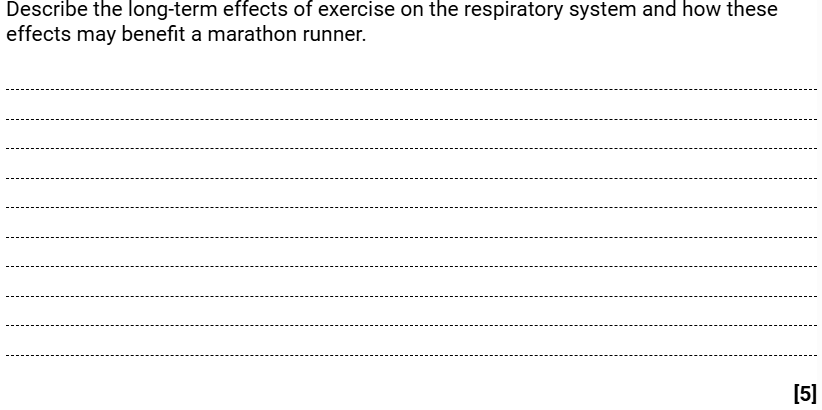 Describe the long-term effects of exercise on the respiratory system and how these
effects may benefit a marathon runner.
[5]